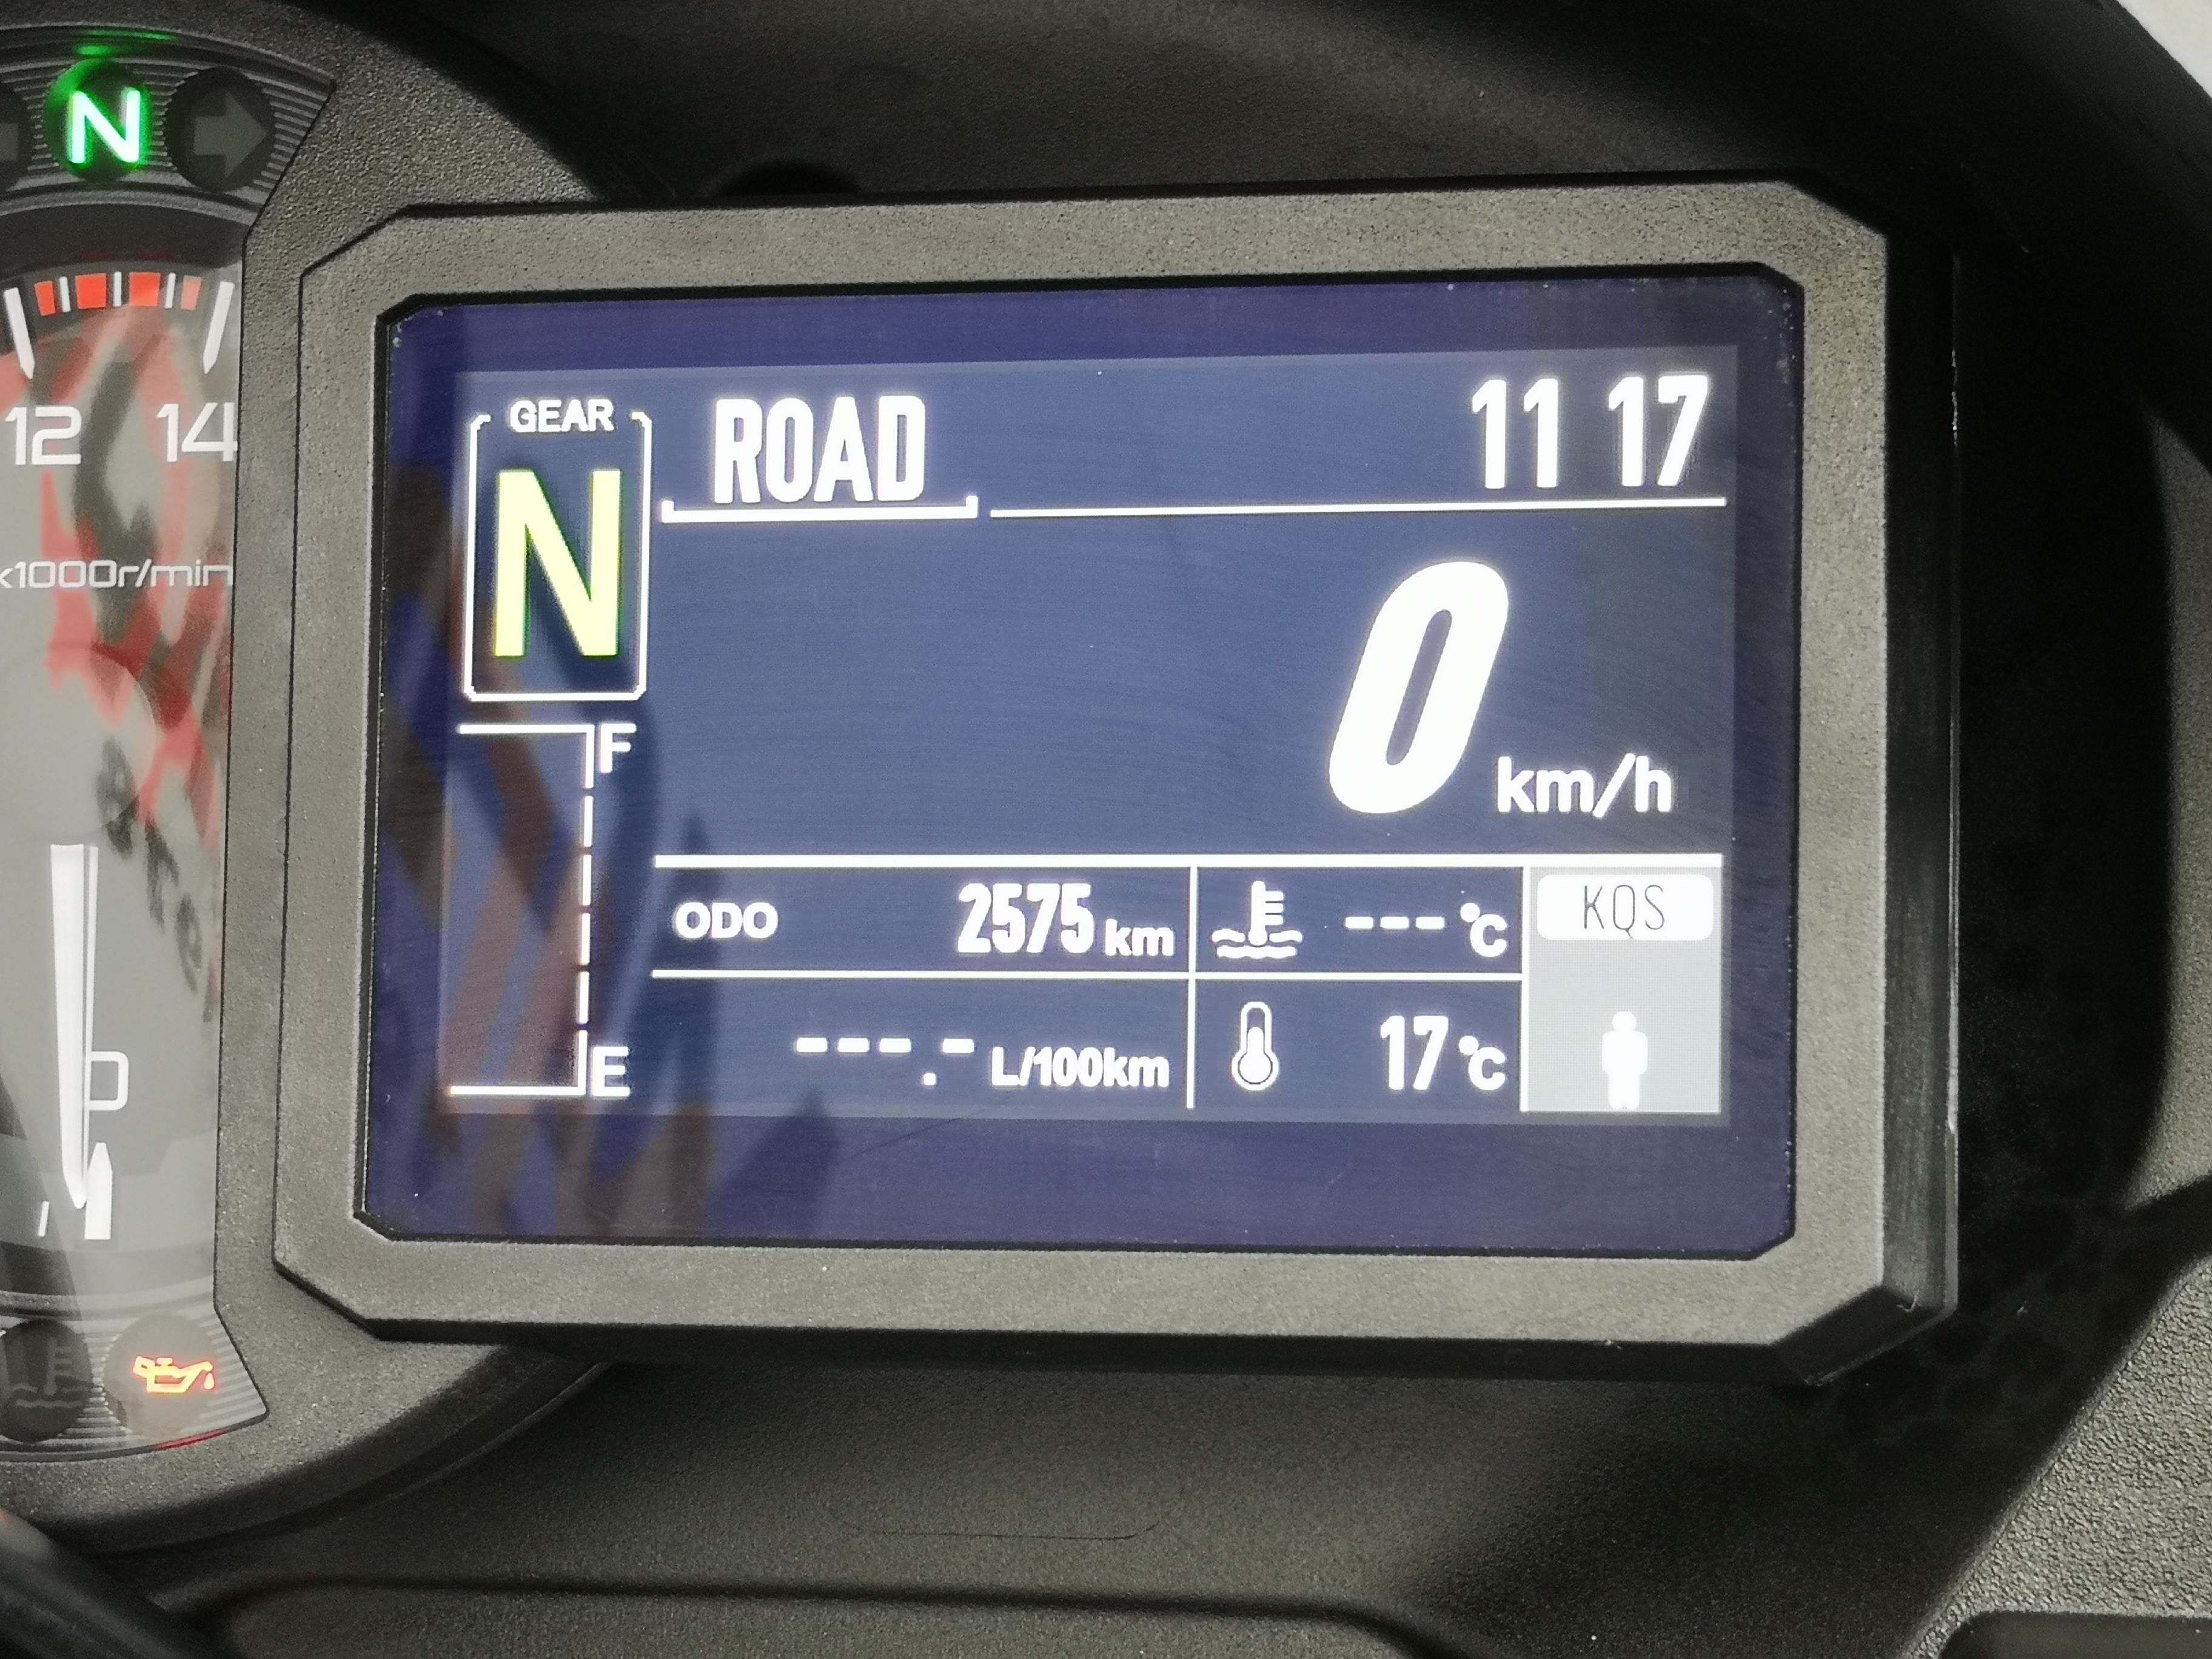 N
12 14
x1000r/min
GEAR
N
ROAD
11 17
0 km/h
F
E
ODO 2575 km
---°C
KQS
---.- L/100km
17°C